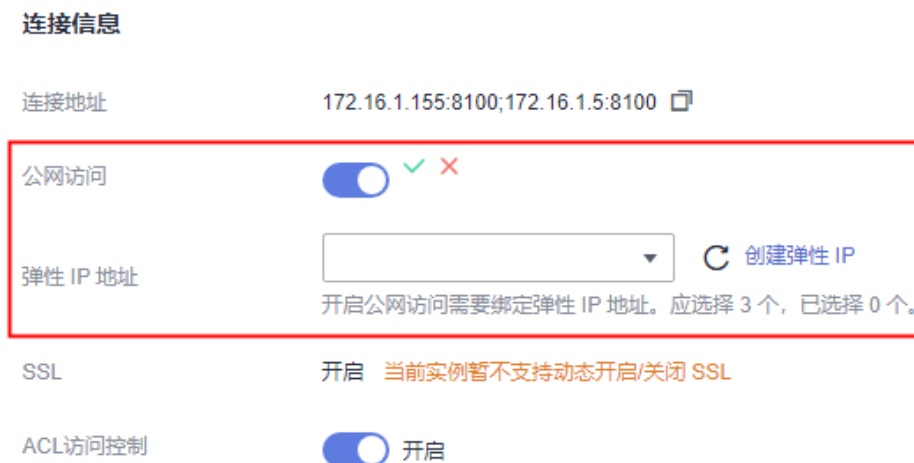 连接信息
连接地址 172.16.1.155:8100;172.16.1.5:8100
公网访问
弹性 IP 地址 创建弹性 IP
开启公网访问需要绑定弹性 IP 地址。应选择 3 个，已选择 0 个。
SSL 开启 当前实例暂不支持动态开启/关闭 SSL
ACL访问控制 开启